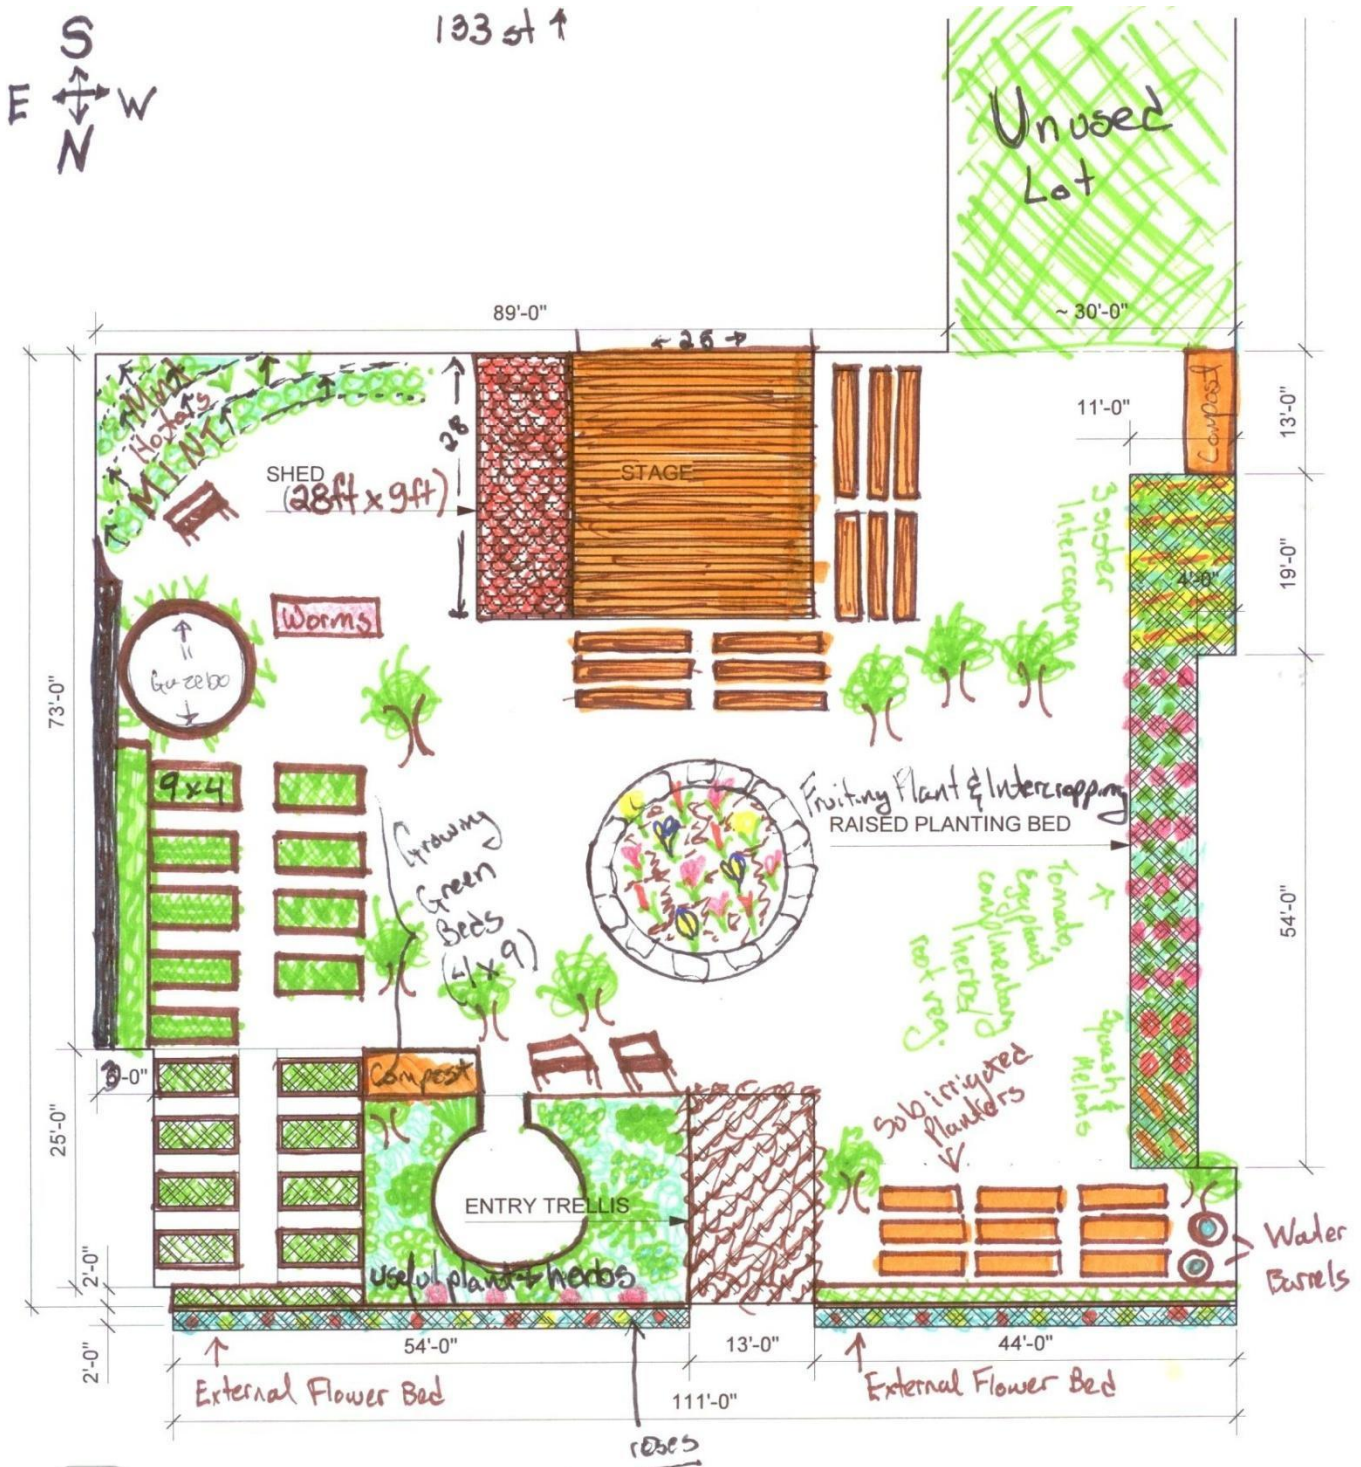 133 st ↑
S
E W
N
Unused
Lot
89'-0"
~ 30'-0"
← 26 →
Mint
Hostas
MINT
28
SHED
(28ft x 9ft)
STAGE
Compost
11'-0"
13'-0"
3 sister
Intercropping
19'-0"
4'-0"
Worms
Gazebo
73'-0"
9x4
Growing
Green
Beds
(4x9)
Fruiting Plant & Intercropping
RAISED PLANTING BED
Tomato,
Eggplant,
complimentary
herbs/
root veg.
54'-0"
Squash &
Melons
Compost
25'-0"
Sub irrigated
Planters
ENTRY TRELLIS
useful plant + herbs
Water
Barrels
2'-0"
2'-0"
54'-0"
13'-0"
44'-0"
External Flower Bed
External Flower Bed
111'-0"
roses